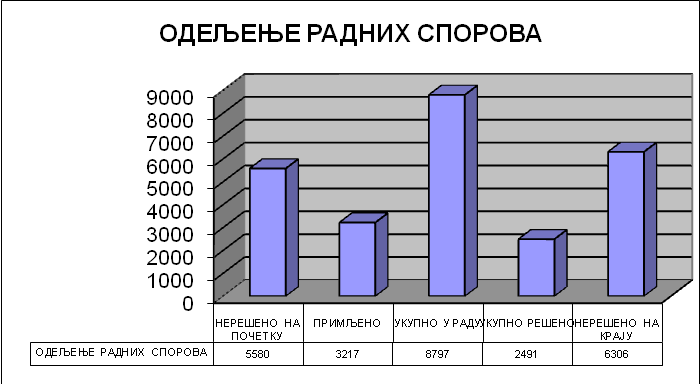 ОДЕЉЕЊЕ РАДНИХ СПОРОВА
9000
8000
7000
6000
5000
4000
3000
2000
1000
0
НЕРЕШЕНО НА ПОЧЕТКУ
ПРИМЉЕНО
УКУПНО У РАДУ
УКУПНО РЕШЕНО
НЕРЕШЕНО НА КРАЈУ
ОДЕЉЕЊЕ РАДНИХ СПОРОВА 5580 3217 8797 2491 6306